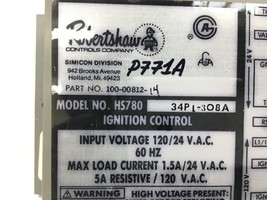 Robertshaw
CONTROLS COMPANY
SIMICON DIVISION
942 Brooks Avenue
Holland, Mi. 49423
P771A
PART NO. 100-00812-14
MODEL NO. HS780 34PL-308A
IGNITION CONTROL
INPUT VOLTAGE 120/24 V.A.C.
60 HZ
MAX LOAD CURRENT 1.5A/24 V.A.C.
5A RESISTIVE / 120 V.A.C.
WARNING HIGH VOLTAGE
24V
120V
L1